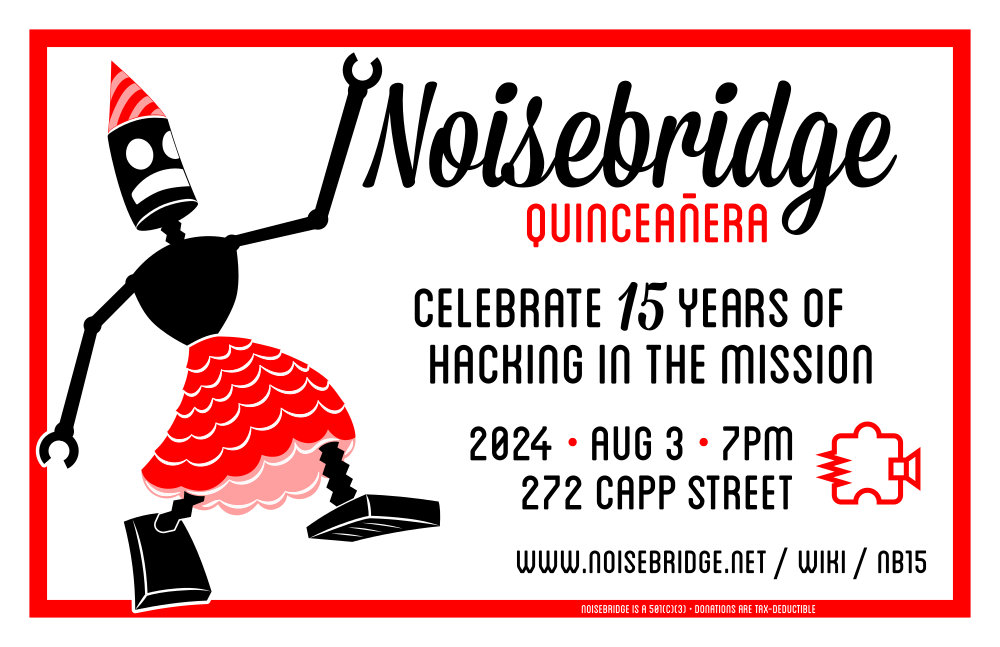 Noisebridge
QUINCEAÑERA
CELEBRATE 15 YEARS OF
HACKING IN THE MISSION
2024 • AUG 3 • 7PM
272 CAPP STREET
WWW.NOISEBRIDGE.NET / WIKI / NB15
NOISEBRIDGE IS A 501(C)(3) • DONATIONS ARE TAX-DEDUCTIBLE